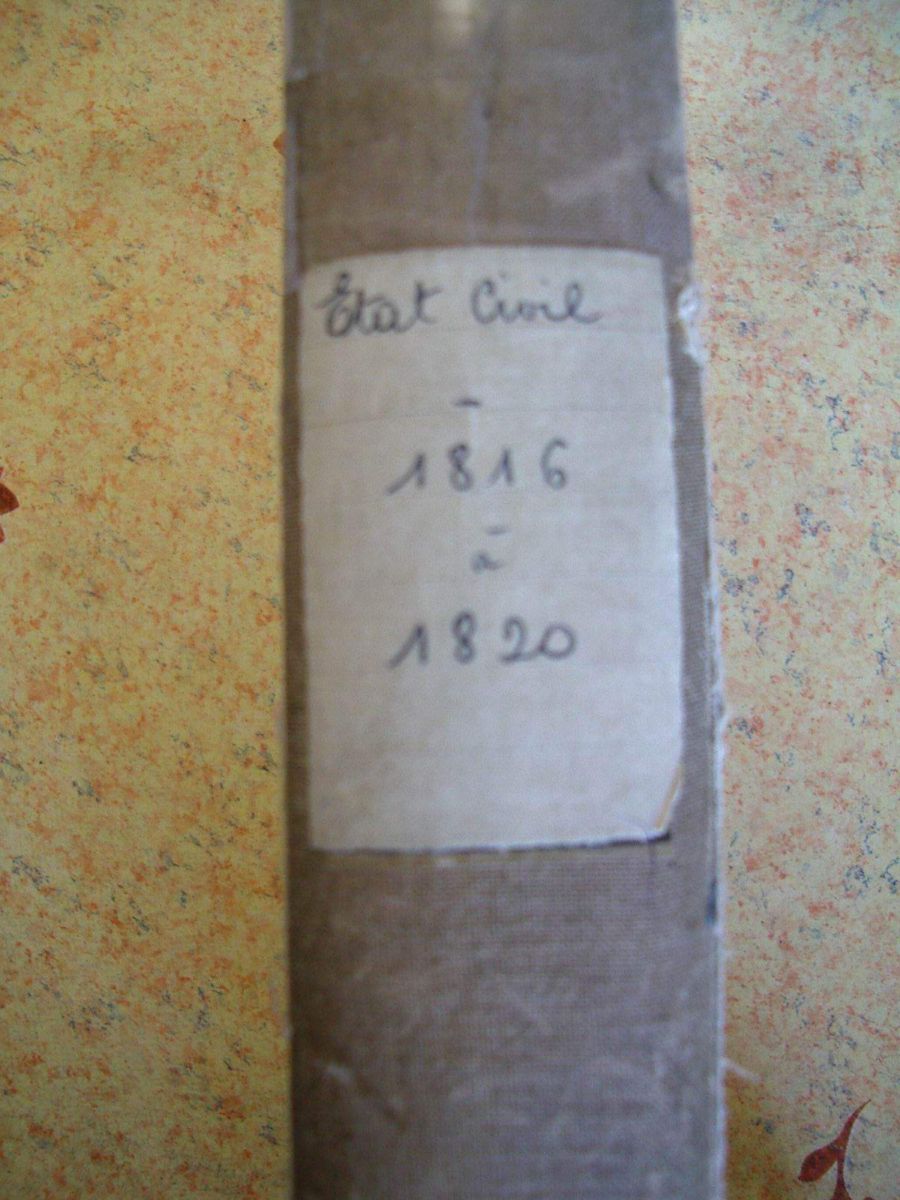 Etat Civil
-
1816
à
1820